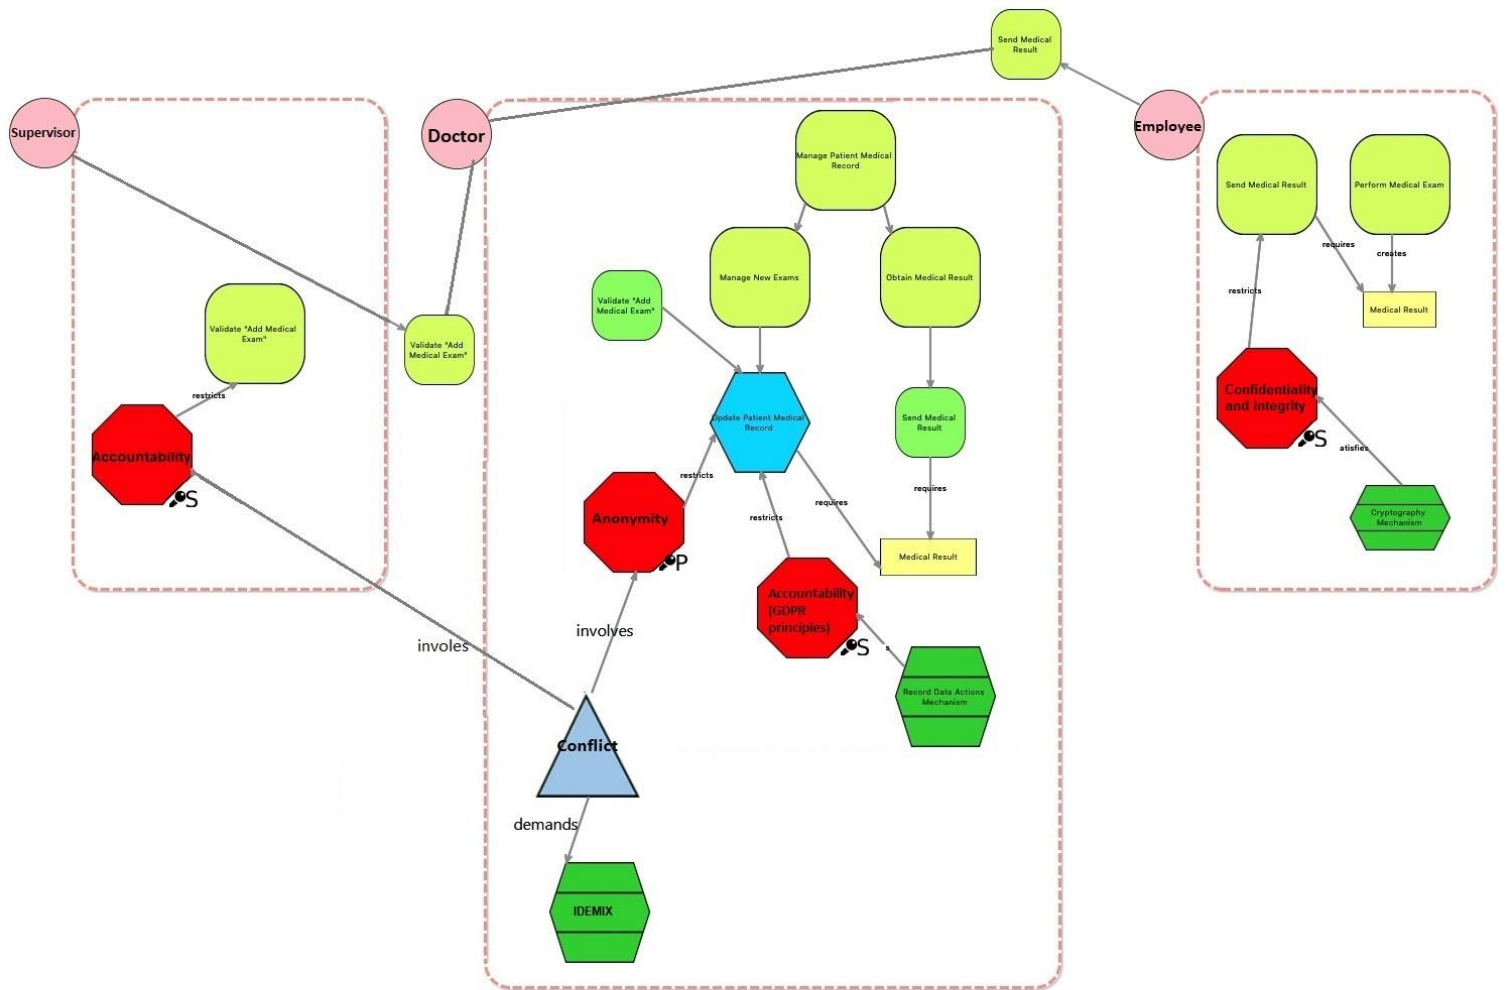 Send Medical
Result
Supervisor
Doctor
Employee
Manage Patient Medical
Record
Send Medical Result
Perform Medical Exam
requires
creates
restricts
Medical Result
Manage New Exams
Obtain Medical Result
Validate "Add
Medical Exam"
Validate "Add Medical
Exam"
Validate "Add
Medical Exam"
restricts
Accountability
S
Update Patient Medical
Record
Send Medical
Result
Confidentiality
and Integrity
S
atisfies
Cryptography
Mechanism
restricts
requires
requires
restricts
Anonymity
P
Medical Result
Accountability
(GDPR
principles)
S
s
Record Data Actions
Mechanism
involes
involves
Conflict
demands
IDEMIX